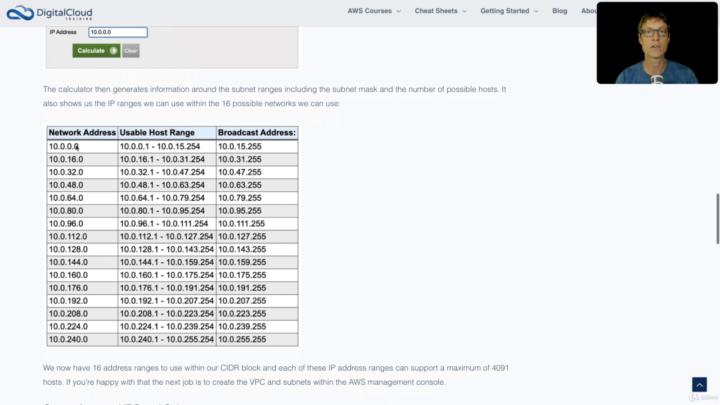 DigitalCloud
TRAINING
AWS Courses
Cheat Sheets
Getting Started
Blog
Abou
IP Address
10.0.0.0
Calculate
Clear
The calculator then generates information around the subnet ranges including the subnet mask and the number of possible hosts. It
also shows us the IP ranges we can use within the 16 possible networks we can use:
Network Address Usable Host Range Broadcast Address:
10.0.0.0 10.0.0.1 - 10.0.15.254 10.0.15.255
10.0.16.0 10.0.16.1 - 10.0.31.254 10.0.31.255
10.0.32.0 10.0.32.1 - 10.0.47.254 10.0.47.255
10.0.48.0 10.0.48.1 - 10.0.63.254 10.0.63.255
10.0.64.0 10.0.64.1 - 10.0.79.254 10.0.79.255
10.0.80.0 10.0.80.1 - 10.0.95.254 10.0.95.255
10.0.96.0 10.0.96.1 - 10.0.111.254 10.0.111.255
10.0.112.0 10.0.112.1 - 10.0.127.254 10.0.127.255
10.0.128.0 10.0.128.1 - 10.0.143.254 10.0.143.255
10.0.144.0 10.0.144.1 - 10.0.159.254 10.0.159.255
10.0.160.0 10.0.160.1 - 10.0.175.254 10.0.175.255
10.0.176.0 10.0.176.1 - 10.0.191.254 10.0.191.255
10.0.192.0 10.0.192.1 - 10.0.207.254 10.0.207.255
10.0.208.0 10.0.208.1 - 10.0.223.254 10.0.223.255
10.0.224.0 10.0.224.1 - 10.0.239.254 10.0.239.255
10.0.240.0 10.0.240.1 - 10.0.255.254 10.0.255.255
We now have 16 address ranges to use within our CIDR block and each of these IP address ranges can support a maximum of 4091
hosts. If you're happy with that the next job is to create the VPC and subnets within the AWS management console.